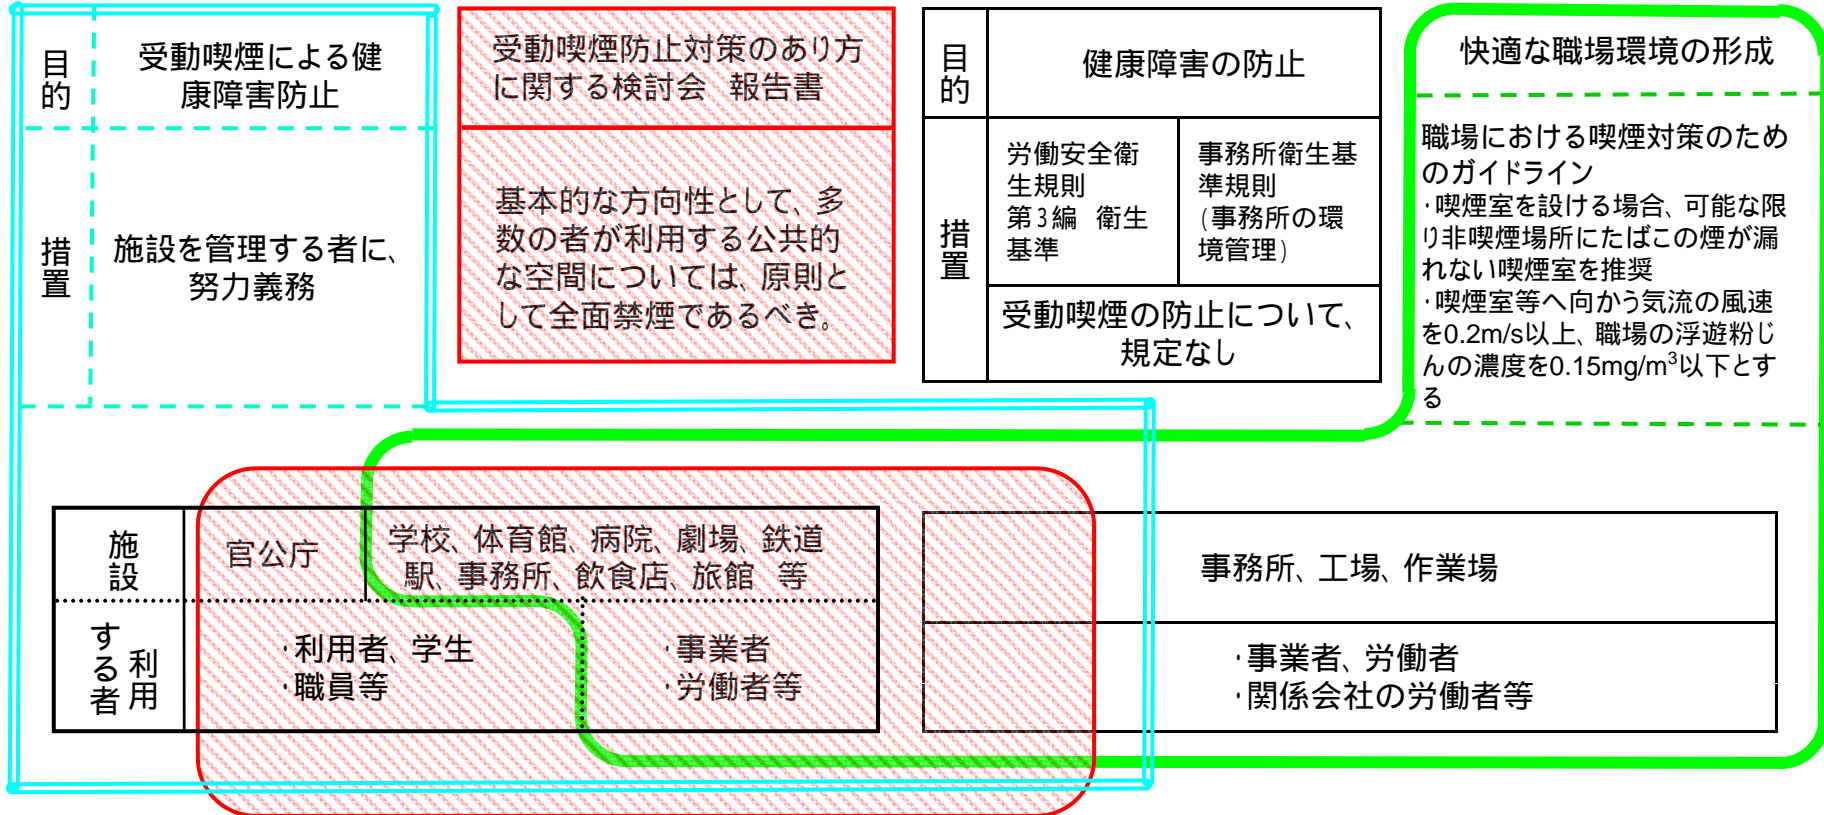 目的
受動喫煙による健
康障害防止
措置
施設を管理する者に、
努力義務
受動喫煙防止対策のあり方
に関する検討会 報告書
基本的な方向性として、多
数の者が利用する公共的
な空間については、原則と
して全面禁煙であるべき。
目的
健康障害の防止
措置
労働安全衛
生規則
第3編 衛生
基準
事務所衛生基
準規則
(事務所の環
境管理)
受動喫煙の防止について、
規定なし
快適な職場環境の形成
職場における喫煙対策のため
のガイドライン
・喫煙室を設ける場合、可能な限
り非喫煙場所にたばこの煙が漏
れない喫煙室を推奨
・喫煙室等へ向かう気流の風速
を0.2m/s以上、職場の浮遊粉じ
んの濃度を0.15mg/m³以下とす
る
施設
官公庁
学校、体育館、病院、劇場、鉄道
駅、事務所、飲食店、旅館 等
利用
する者
・利用者、学生
・職員等
・事業者
・労働者等
事務所、工場、作業場
・事業者、労働者
・関係会社の労働者等